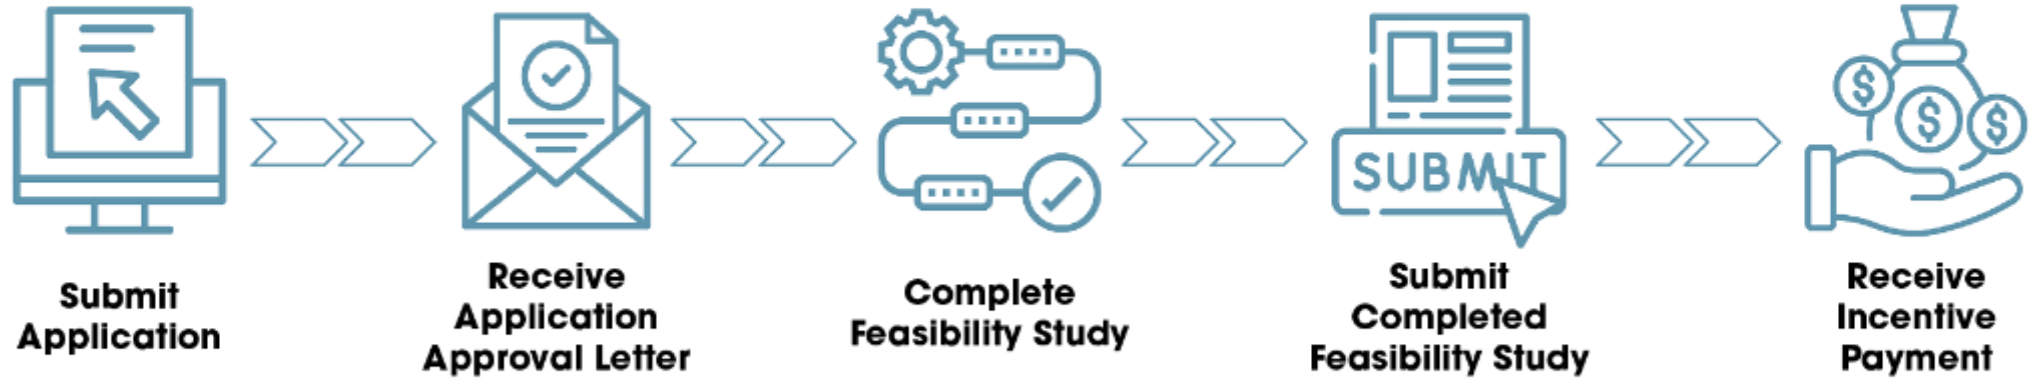 SUBMIT
$
$
$
Submit
Application
Receive
Application
Approval Letter
Complete
Feasibility Study
Submit
Completed
Feasibility Study
Receive
Incentive
Payment